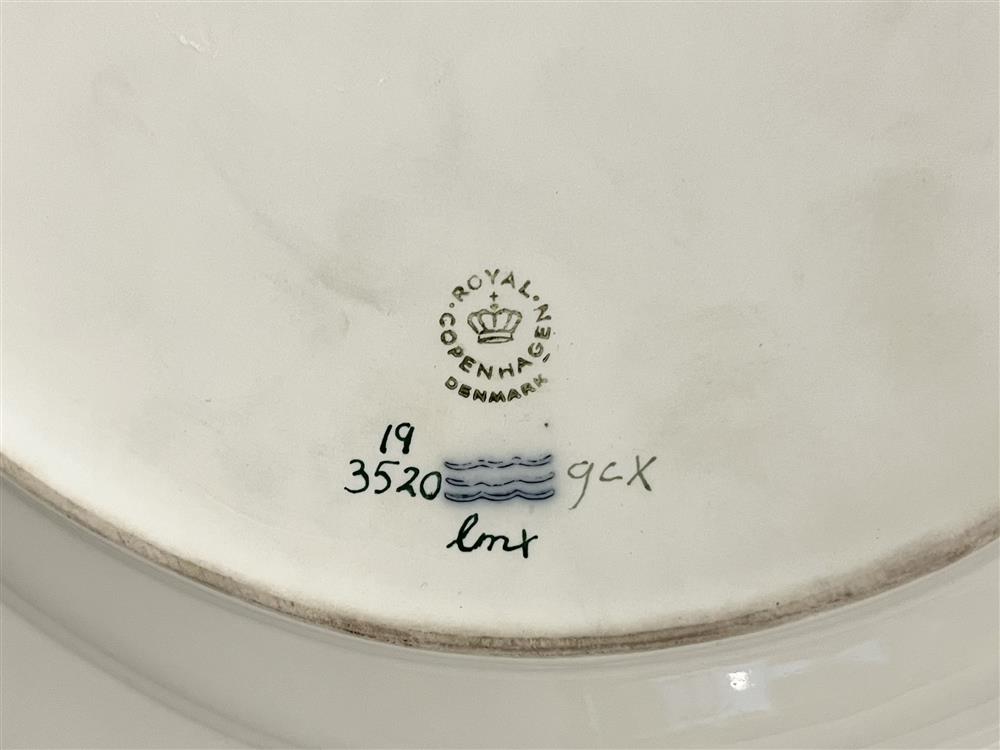 ROYAL
COPENHAGEN
DENMARK
19
3520 gcx
lmx